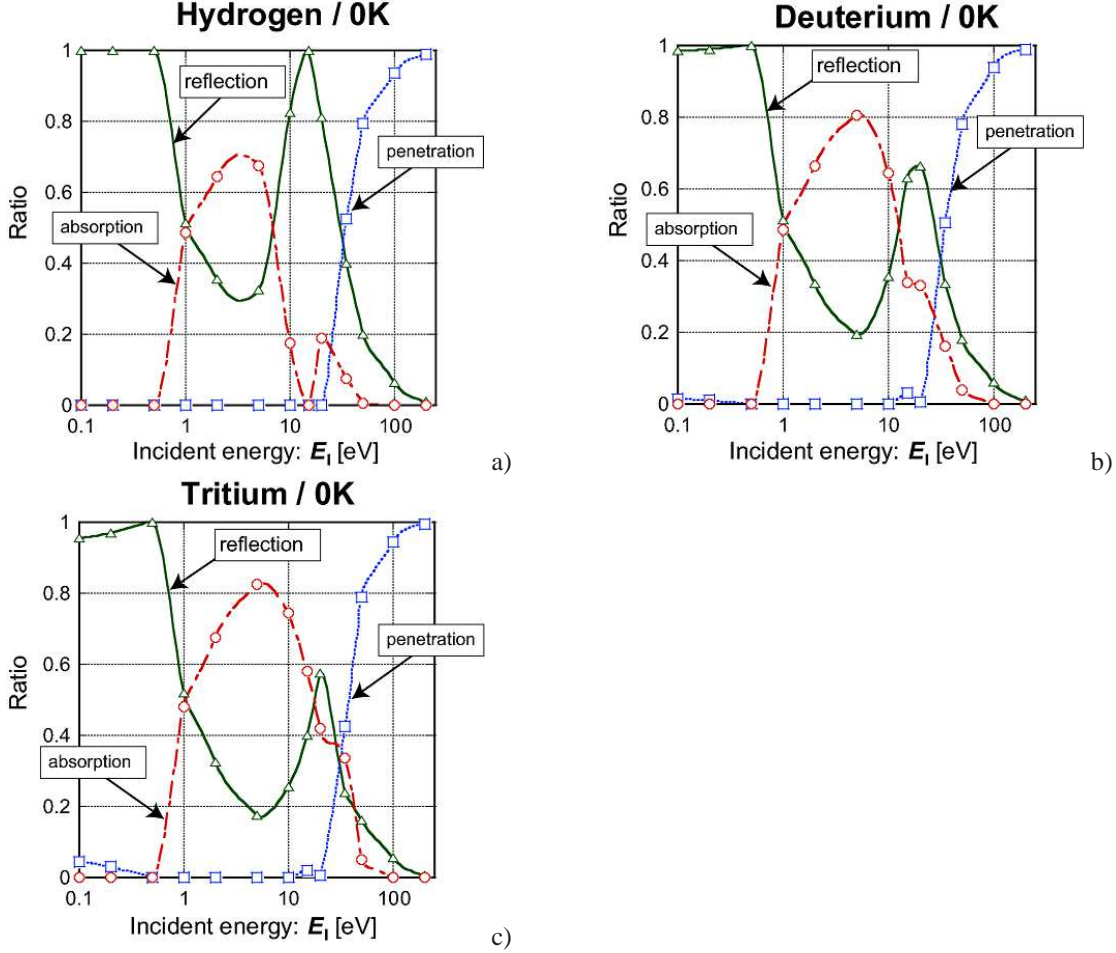 Hydrogen / 0K
1
0.8
0.6
0.4
0.2
0
Ratio
reflection
penetration
absorption
0.1
1
10
100
Incident energy: E_I [eV]
a)
Deuterium / 0K
1
0.8
0.6
0.4
0.2
0
Ratio
reflection
penetration
absorption
0.1
1
10
100
Incident energy: E_I [eV]
b)
Tritium / 0K
1
0.8
0.6
0.4
0.2
0
Ratio
reflection
penetration
absorption
0.1
1
10
100
Incident energy: E_I [eV]
c)